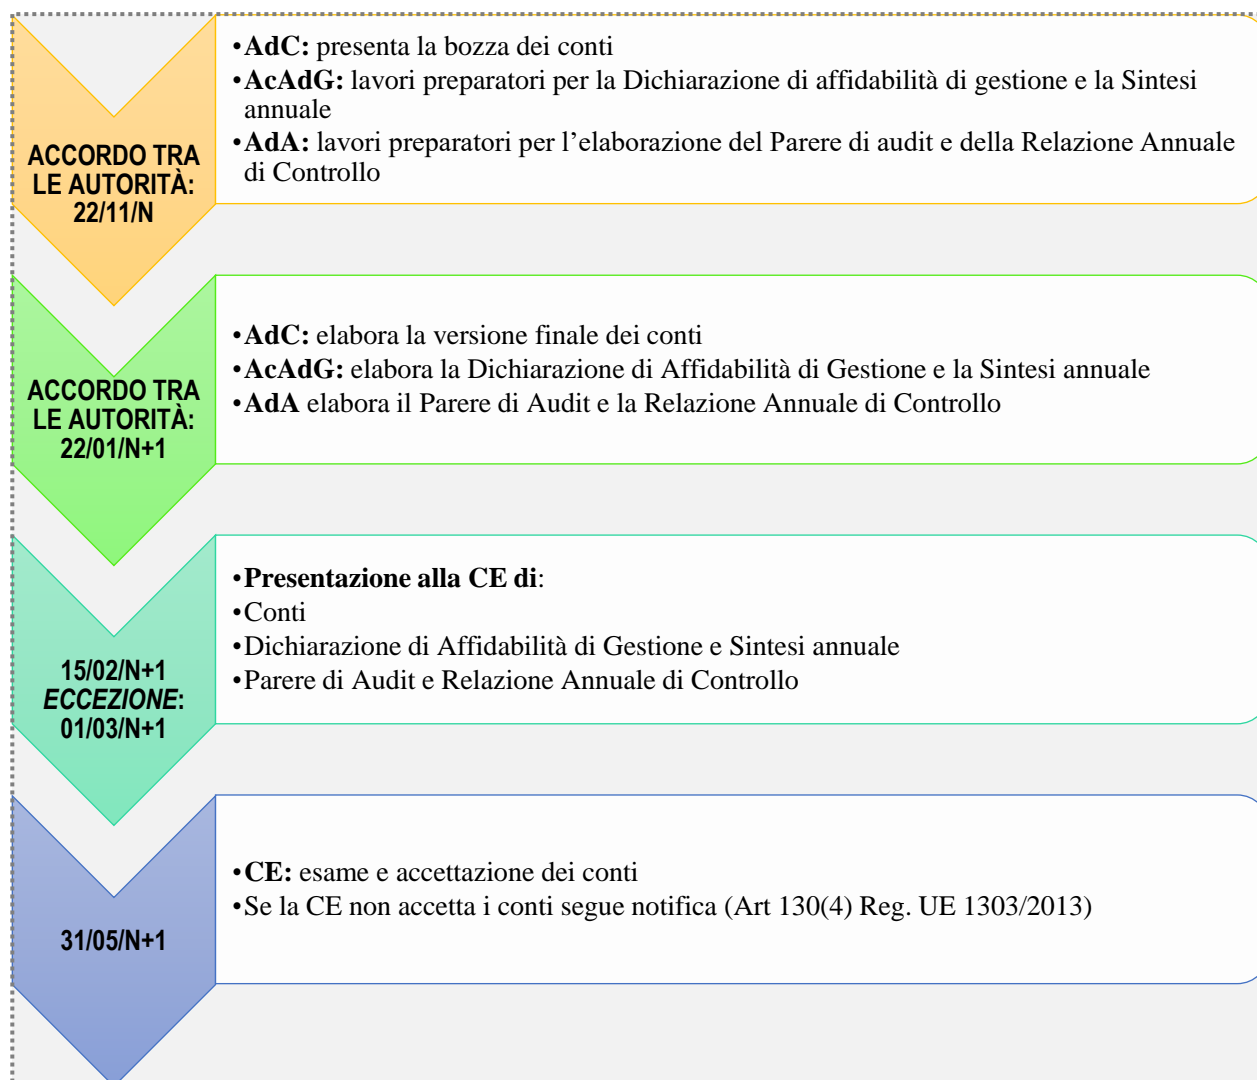 ACCORDO TRA
LE AUTORITÀ:
22/11/N
•AdC: presenta la bozza dei conti
•AcAdG: lavori preparatori per la Dichiarazione di affidabilità di gestione e la Sintesi
annuale
•AdA: lavori preparatori per l’elaborazione del Parere di audit e della Relazione Annuale
di Controllo
ACCORDO TRA
LE AUTORITÀ:
22/01/N+1
•AdC: elabora la versione finale dei conti
•AcAdG: elabora la Dichiarazione di Affidabilità di Gestione e la Sintesi annuale
•AdA elabora il Parere di Audit e la Relazione Annuale di Controllo
15/02/N+1
ECCEZIONE:
01/03/N+1
•Presentazione alla CE di:
•Conti
•Dichiarazione di Affidabilità di Gestione e Sintesi annuale
•Parere di Audit e Relazione Annuale di Controllo
31/05/N+1
•CE: esame e accettazione dei conti
•Se la CE non accetta i conti segue notifica (Art 130(4) Reg. UE 1303/2013)